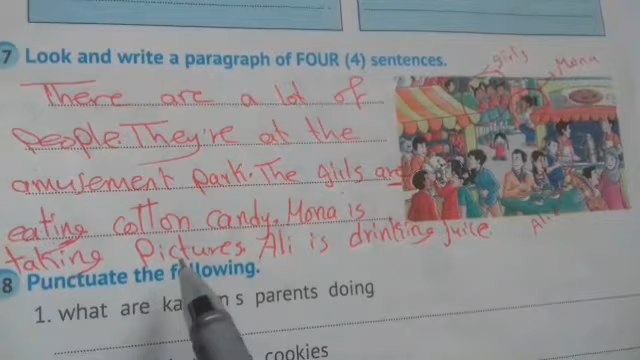 7 Look and write a paragraph of FOUR (4) sentences.
girls
Mona
There are a lot of
people. They're at the
amusement park. The girls are
eating cotton candy. Mona is
taking Pictures Ali is drinking juice.
Ali
8 Punctuate the following.
1. what are s parents doing
cookies